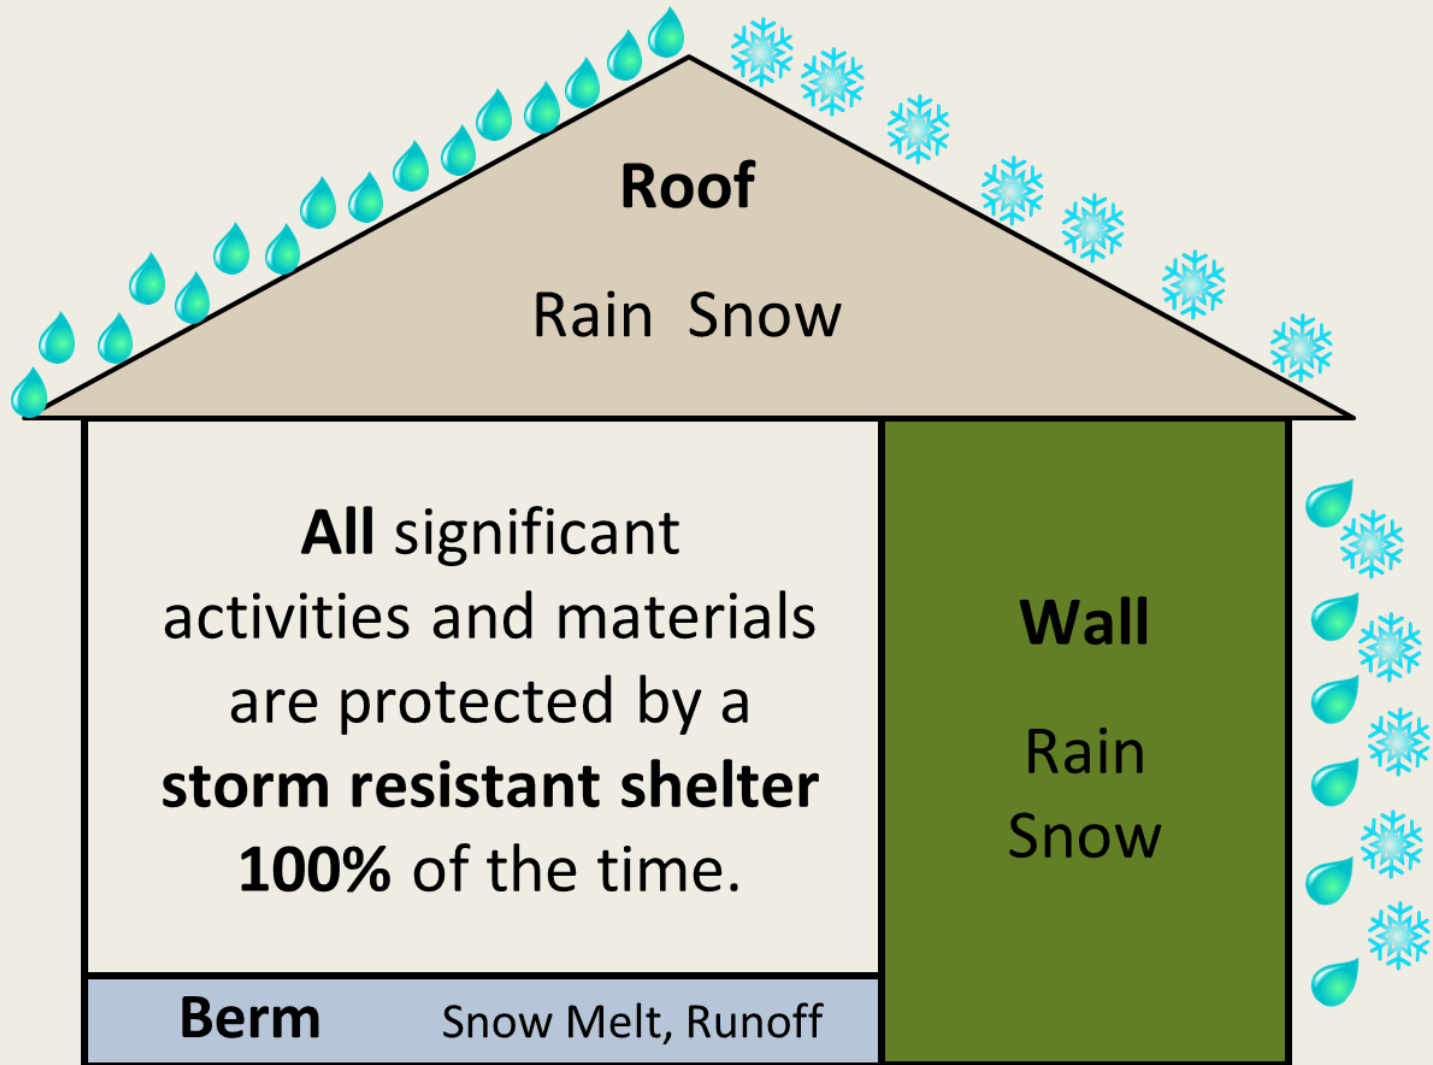 Roof
Rain Snow
All significant
activities and materials
are protected by a
storm resistant shelter
100% of the time.
Wall
Rain
Snow
Berm Snow Melt, Runoff